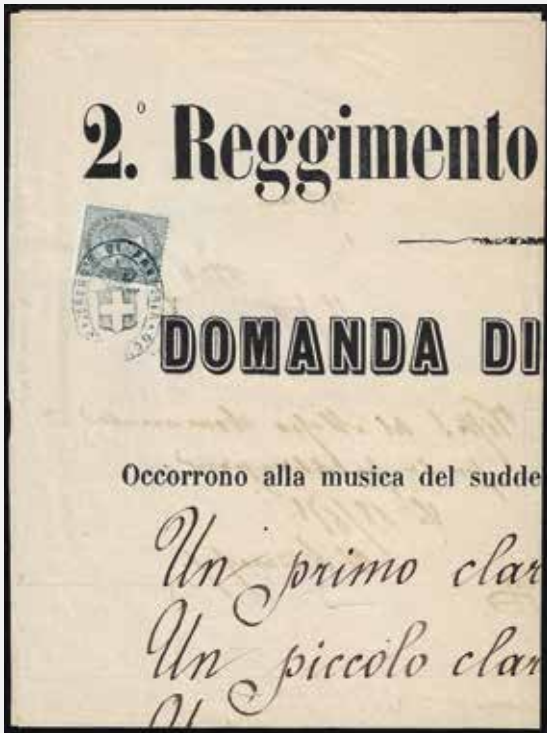 2.° Reggimento
DOMANDA DI
Occorrono alla musica del sudde
Un primo clar
Un piccolo clar
U